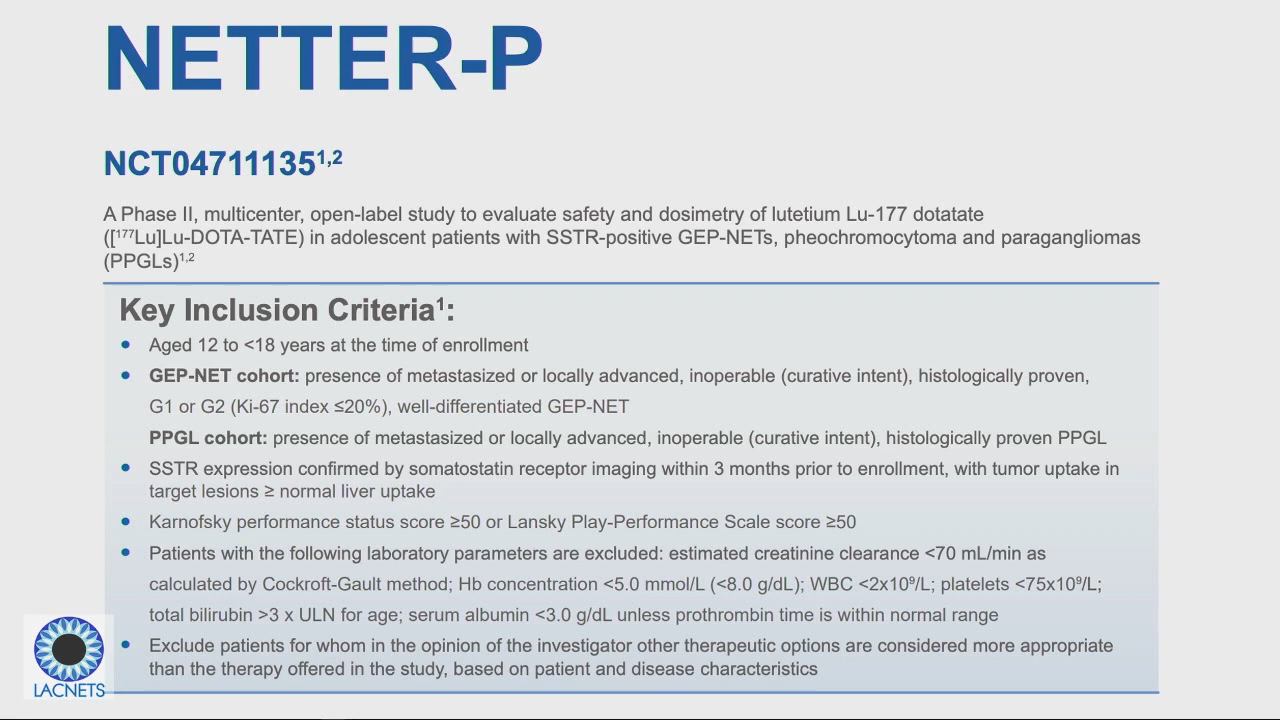 NETTER-P
NCT04711135¹,²
A Phase II, multicenter, open-label study to evaluate safety and dosimetry of lutetium Lu-177 dotatate
([¹⁷⁷Lu]Lu-DOTA-TATE) in adolescent patients with SSTR-positive GEP-NETs, pheochromocytoma and paragangliomas
(PPGLs)¹,²
Key Inclusion Criteria¹:
• Aged 12 to <18 years at the time of enrollment
• GEP-NET cohort: presence of metastasized or locally advanced, inoperable (curative intent), histologically proven,
G1 or G2 (Ki-67 index ≤20%), well-differentiated GEP-NET
PPGL cohort: presence of metastasized or locally advanced, inoperable (curative intent), histologically proven PPGL
• SSTR expression confirmed by somatostatin receptor imaging within 3 months prior to enrollment, with tumor uptake in
target lesions ≥ normal liver uptake
• Karnofsky performance status score ≥50 or Lansky Play-Performance Scale score ≥50
• Patients with the following laboratory parameters are excluded: estimated creatinine clearance <70 mL/min as
calculated by Cockroft-Gault method; Hb concentration <5.0 mmol/L (<8.0 g/dL); WBC <2x10⁹/L; platelets <75x10⁹/L;
total bilirubin >3 x ULN for age; serum albumin <3.0 g/dL unless prothrombin time is within normal range
• Exclude patients for whom in the opinion of the investigator other therapeutic options are considered more appropriate
than the therapy offered in the study, based on patient and disease characteristics
LACNETS